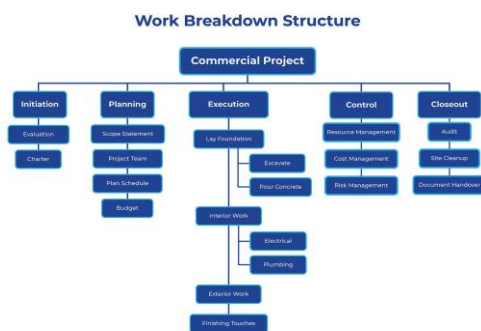 Work Breakdown Structure
Commercial Project
Initiation
Evaluation
Charter
Planning
Scope Statement
Project Team
Plan Schedule
Budget
Execution
Lay Foundation
Excavate
Pour Concrete
Interior Work
Electrical
Plumbing
Exterior Work
Finishing Touches
Control
Resource Management
Cost Management
Risk Management
Closeout
Audit
Site Cleanup
Document Handover